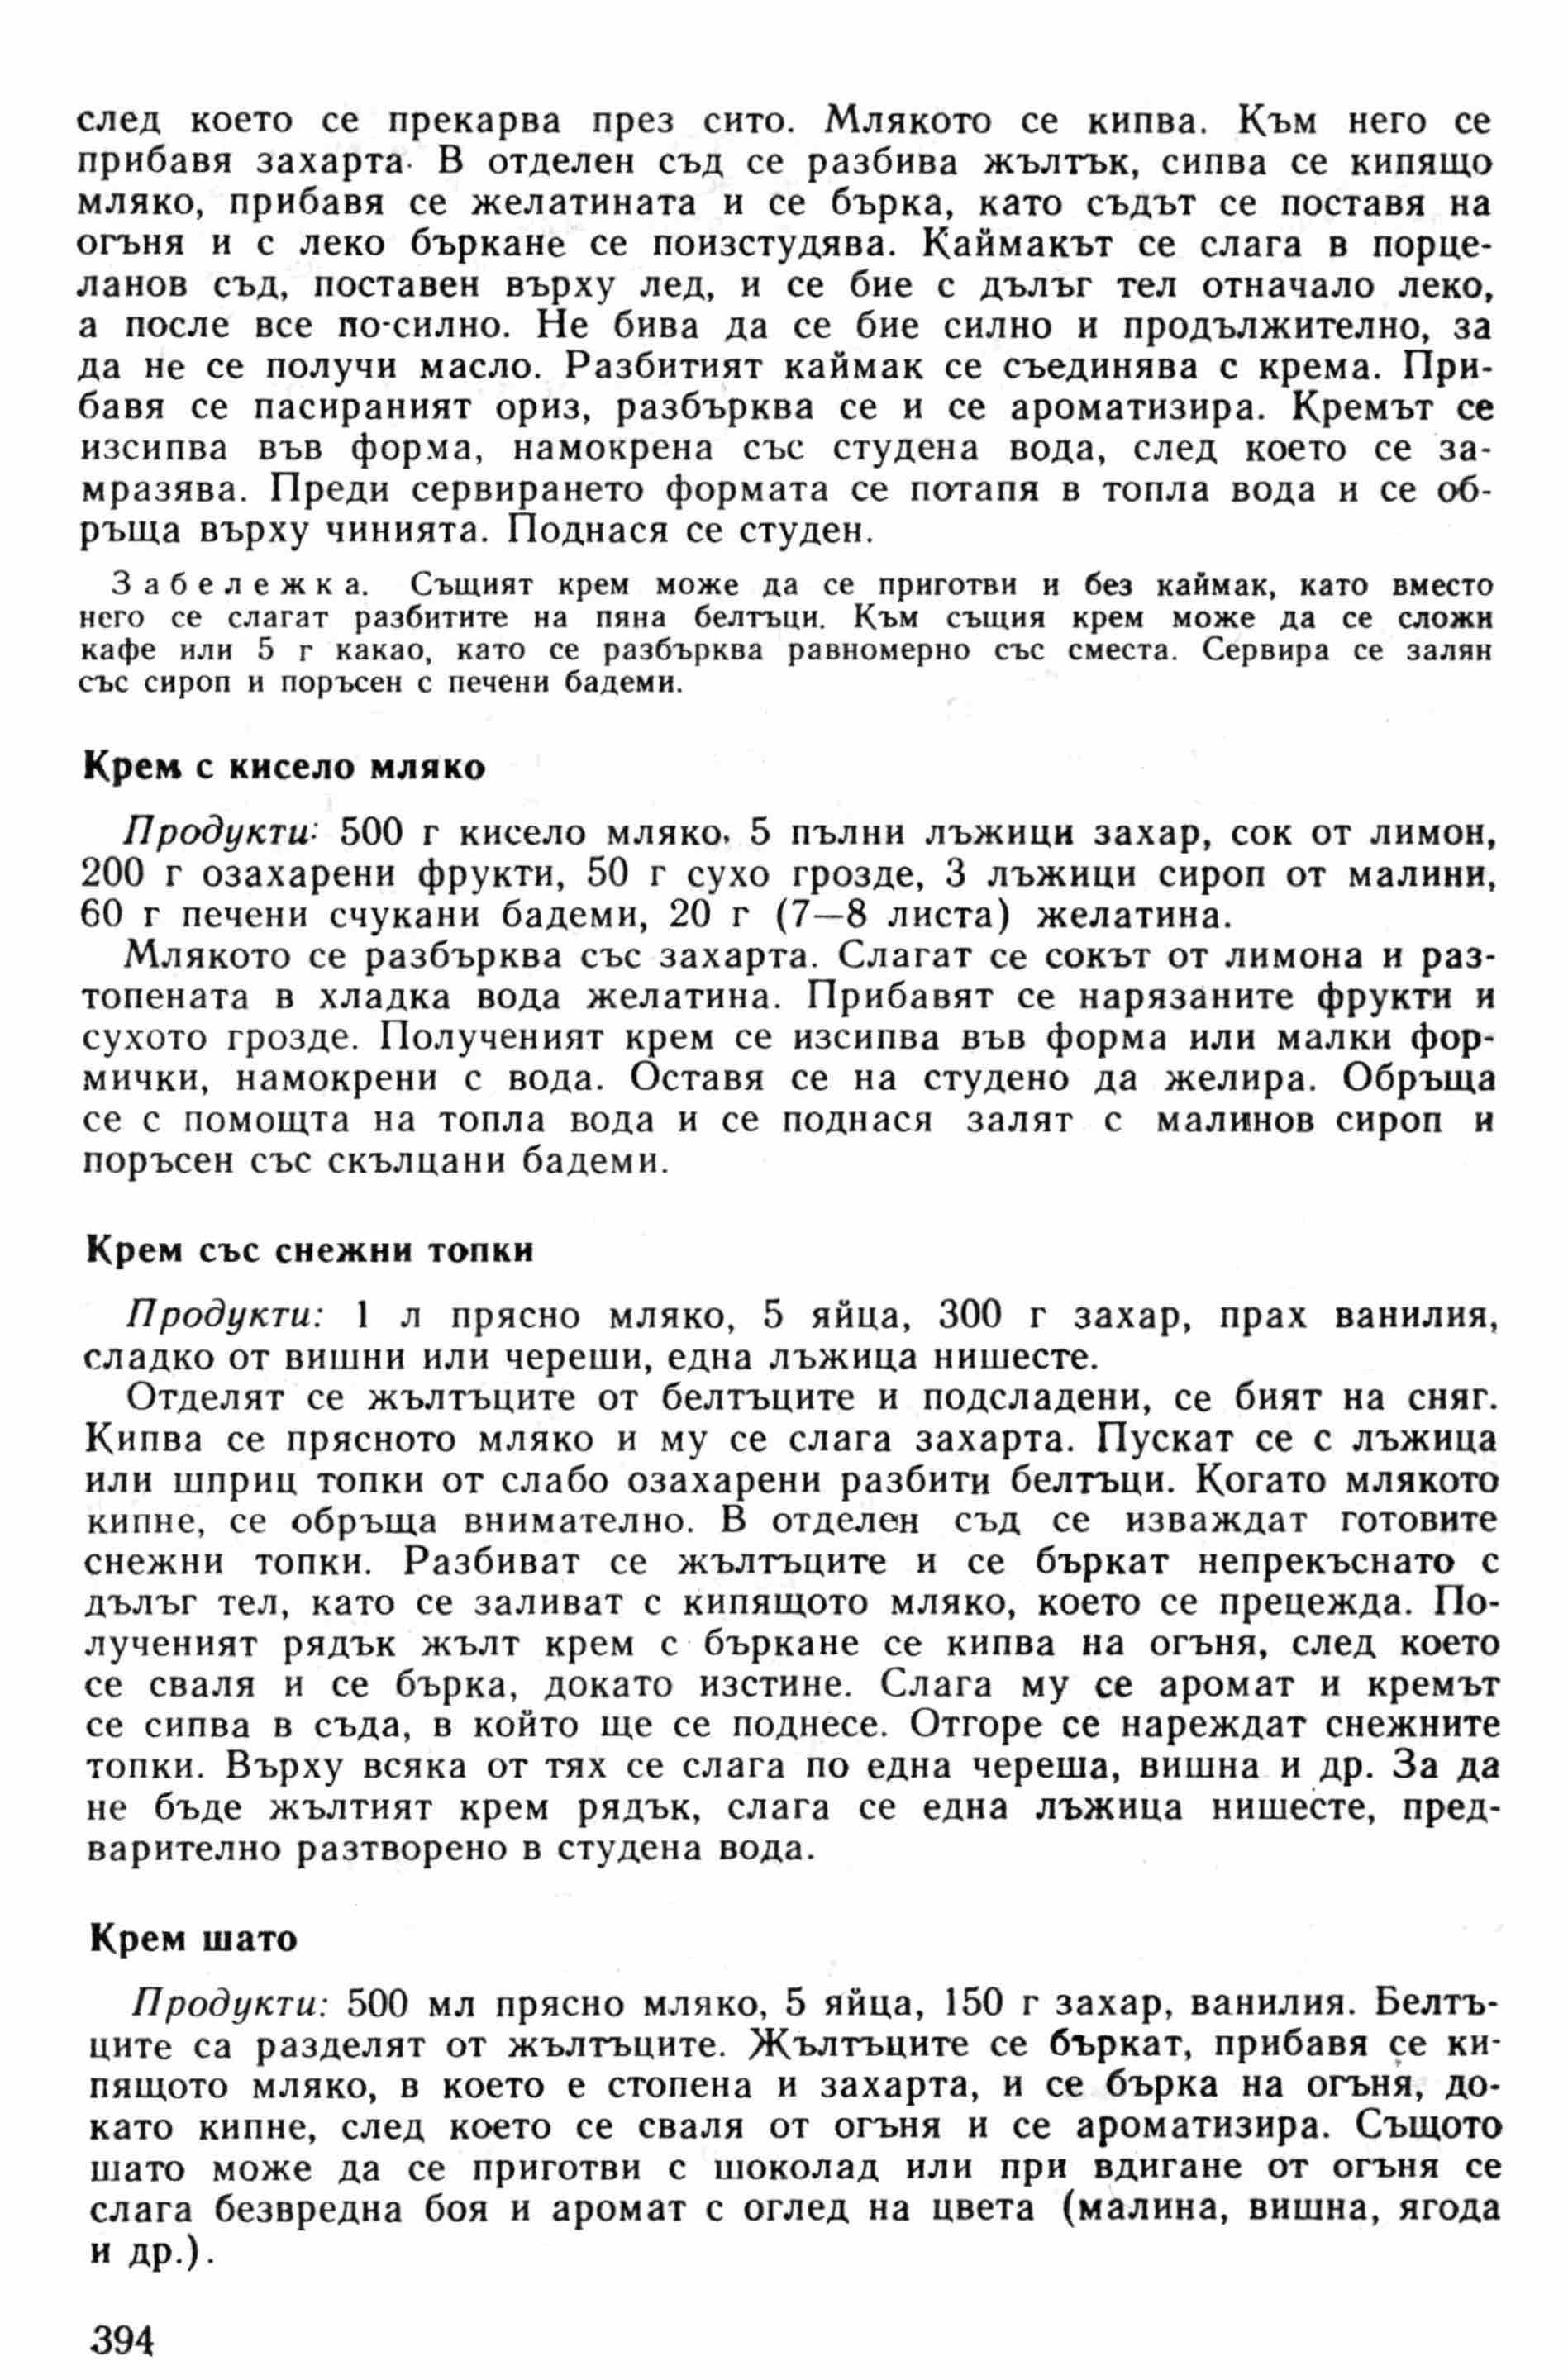 след което се прекарва през сито. Млякото се кипва. Към него се
прибавя захарта. В отделен съд се разбива жълтък, сипва се кипящо
мляко, прибавя се желатината и се бърка, като съдът се поставя на
огъня и с леко бъркане се поизстудява. Каймакът се слага в порце-
ланов съд, поставен върху лед, и се бие с дълъг тел отначало леко,
а после все по-силно. Не бива да се бие силно и продължително, за
да не се получи масло. Разбитият каймак се съединява с крема. При-
бавя се пасираният ориз, разбърква се и се ароматизира. Кремът се
изсипва във форма, намокрена със студена вода, след което се за-
мразява. Преди сервирането формата се потапя в топла вода и се об-
ръща върху чинията. Поднася се студен.
Забележка. Същият крем може да се приготви и без каймак, като вместо
него се слагат разбитите на пяна белтъци. Към същия крем може да се сложи
кафе или 5 г какао, като се разбърква равномерно със сместа. Сервира се залян
със сироп и поръсен с печени бадеми.
Крем с кисело мляко
Продукти: 500 г кисело мляко, 5 пълни лъжици захар, сок от лимон,
200 г озахарени фрукти, 50 г сухо грозде, 3 лъжици сироп от малини,
60 г печени счукани бадеми, 20 г (7—8 листа) желатина.
Млякото се разбърква със захарта. Слагат се сокът от лимона и раз-
топената в хладка вода желатина. Прибавят се нарязаните фрукти и
сухото грозде. Полученият крем се изсипва във форма или малки фор-
мички, намокрени с вода. Оставя се на студено да желира. Обръща
се с помощта на топла вода и се поднася залят с малинов сироп и
поръсен със скълцани бадеми.
Крем със снежни топки
Продукти: 1 л прясно мляко, 5 яйца, 300 г захар, прах ванилия,
сладко от вишни или череши, една лъжица нишесте.
Отделят се жълтъците от белтъците и подсладени, се бият на сняг.
Кипва се прясното мляко и му се слага захарта. Пускат се с лъжица
или шприц топки от слабо озахарени разбити белтъци. Когато млякото
кипне, се обръща внимателно. В отделен съд се изваждат готовите
снежни топки. Разбиват се жълтъците и се бъркат непрекъснато с
дълъг тел, като се заливат с кипящото мляко, което се прецежда. По-
лученият рядък жълт крем с бъркане се кипва на огъня, след което
се сваля и се бърка, докато изстине. Слага му се аромат и кремът
се сипва в съда, в който ще се поднесе. Отгоре се нареждат снежните
топки. Върху всяка от тях се слага по една череша, вишна и др. За да
не бъде жълтият крем рядък, слага се една лъжица нишесте, пред-
варително разтворено в студена вода.
Крем шато
Продукти: 500 мл прясно мляко, 5 яйца, 150 г захар, ванилия. Белтъ-
ците са разделят от жълтъците. Жълтъците се бъркат, прибавя се ки-
пящото мляко, в което е стопена и захарта, и се бърка на огъня, до-
като кипне, след което се сваля от огъня и се ароматизира. Същото
шато може да се приготви с шоколад или при вдигане от огъня се
слага безвредна боя и аромат с оглед на цвета (малина, вишна, ягода
и др.).
394